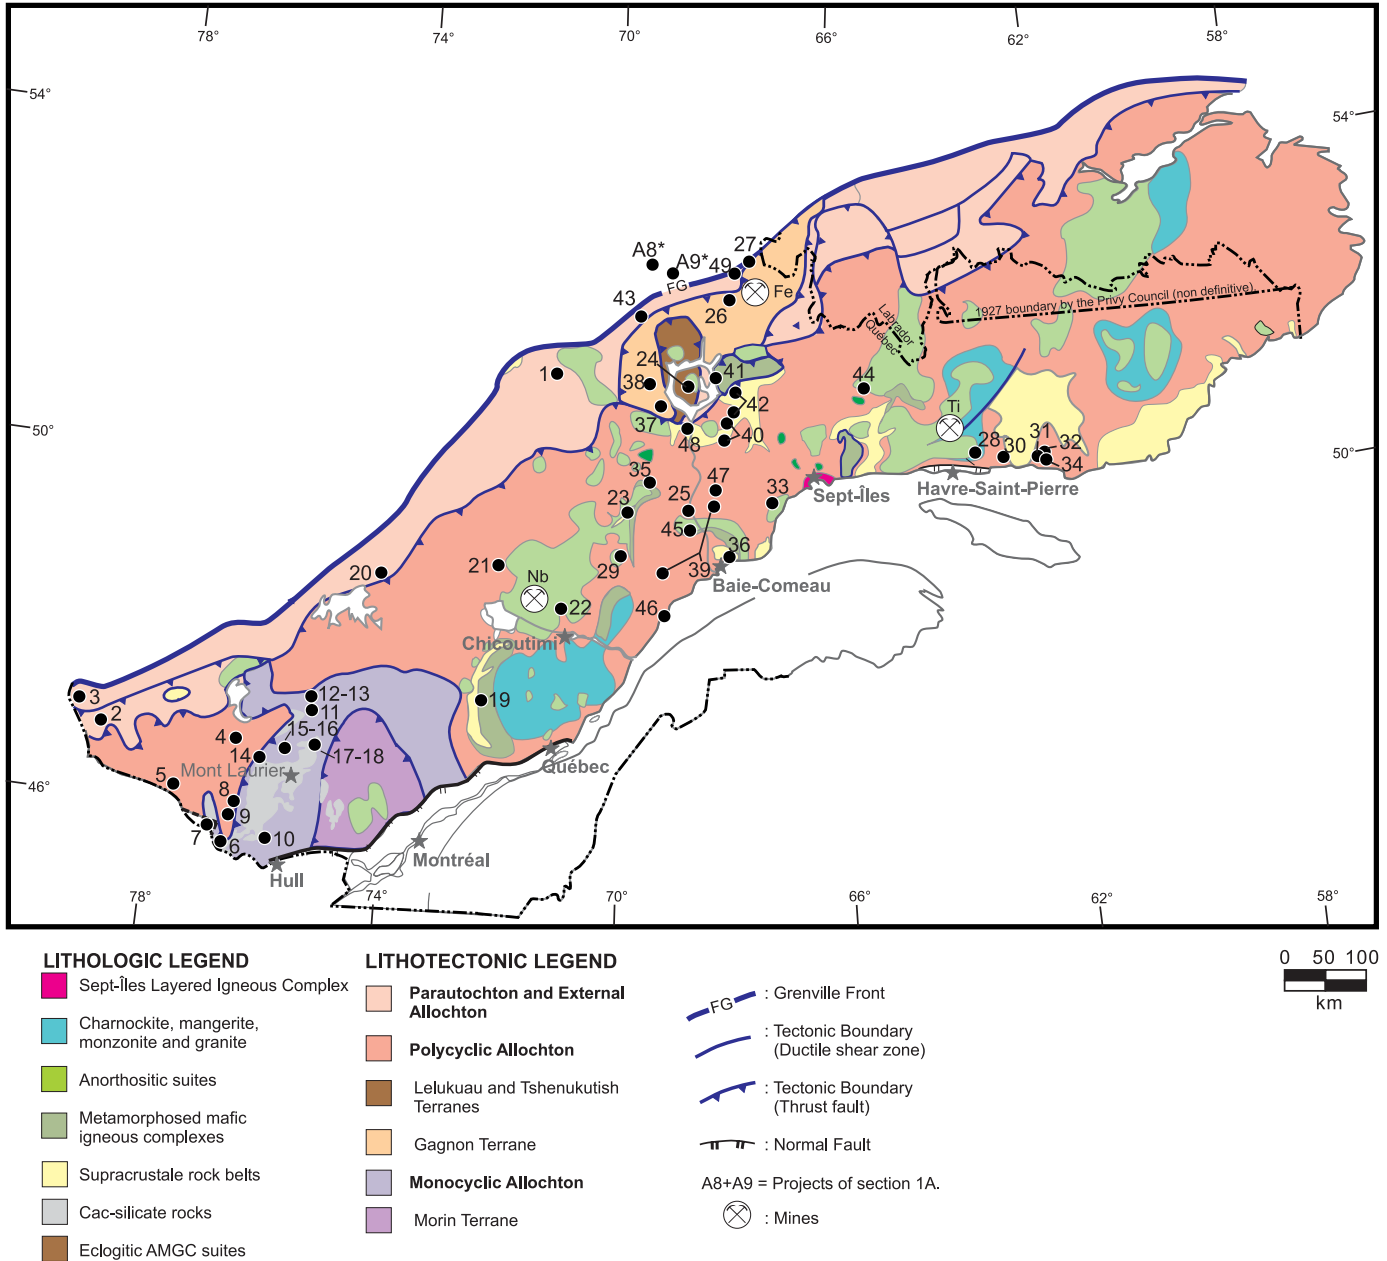 78°
74°
70°
66°
62°
58°
54°
54°
A8*
A9*
49
27
FG
43
26
Fe
1927 boundary by the Privy Council (non definitive)
Labrador
Québec
24
1
38
41
44
42
37
Ti
50°
48
40
28
30
31
32
34
50°
35
47
Sept-Îles
Havre-Saint-Pierre
23
25
33
45
21
29
36
20
39
Baie-Comeau
Nb
22
46
Chicoutimi
3
2
12-13
11
19
4
15-16
14
17-18
Québec
Mont Laurier
5
46°
8
9
7
6
10
Montréal
Hull
78°
74°
70°
66°
62°
58°
LITHOLOGIC LEGEND
Sept-Îles Layered Igneous Complex
Charnockite, mangerite,
monzonite and granite
Anorthositic suites
Metamorphosed mafic
igneous complexes
Supracrustale rock belts
Cac-silicate rocks
Eclogitic AMGC suites
LITHOTECTONIC LEGEND
Parautochton and External
Allochton
Polycyclic Allochton
Lelukuau and Tshenukutish
Terranes
Gagnon Terrane
Monocyclic Allochton
Morin Terrane
FG : Grenville Front
: Tectonic Boundary
(Ductile shear zone)
: Tectonic Boundary
(Thrust fault)
: Normal Fault
A8+A9 = Projects of section 1A.
: Mines
0 50 100
km